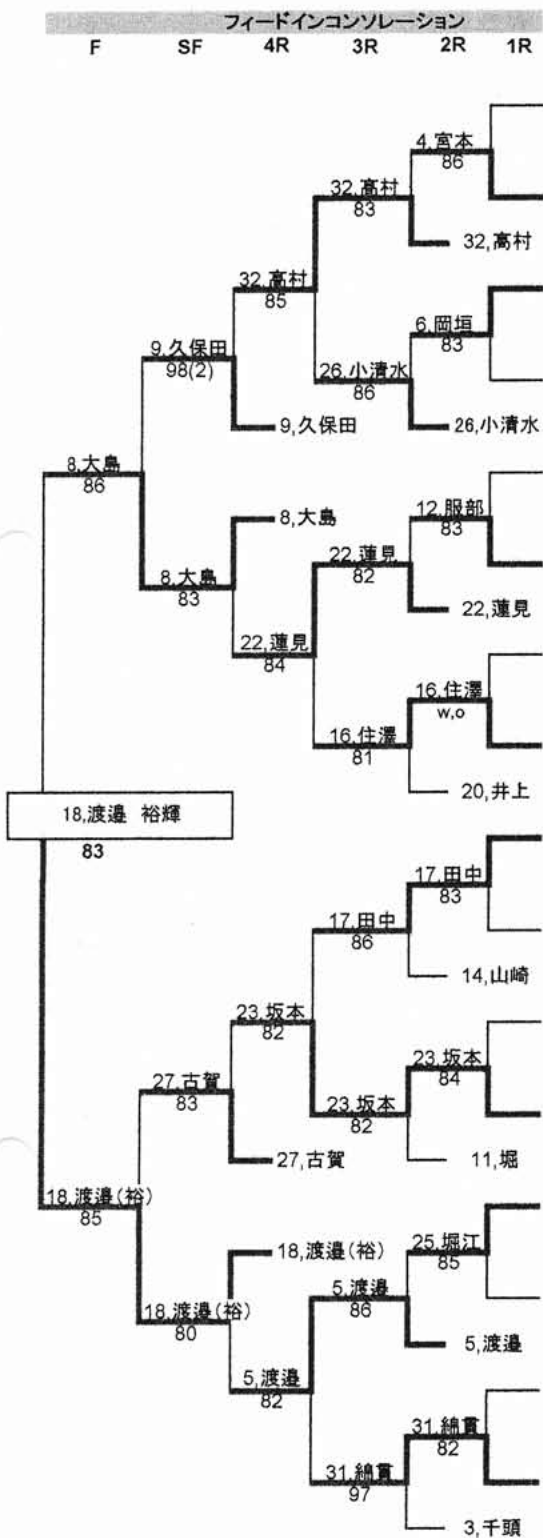 フィードインコンソレーション
F SF 4R 3R 2R 1R
4,宮本
86
32,高村
83
32,高村
32,高村
85
6,岡垣
83
9,久保田
98(2)
26,小清水
86
9,久保田
26,小清水
8,大島
86
8,大島
12,服部
83
22,蓮見
82
8,大島
83
22,蓮見
22,蓮見
84
16,住澤
w,o
16,住澤
81
20,井上
18,渡邉 裕輝
83
17,田中
83
17,田中
86
14,山崎
23,坂本
82
23,坂本
84
27,古賀
83
23,坂本
82
27,古賀
11,堀
18,渡邉(裕)
85
18,渡邉(裕)
25,堀江
85
5,渡邉
86
18,渡邉(裕)
80
5,渡邉
5,渡邉
82
31,綿貫
82
31,綿貫
97
3,千頭